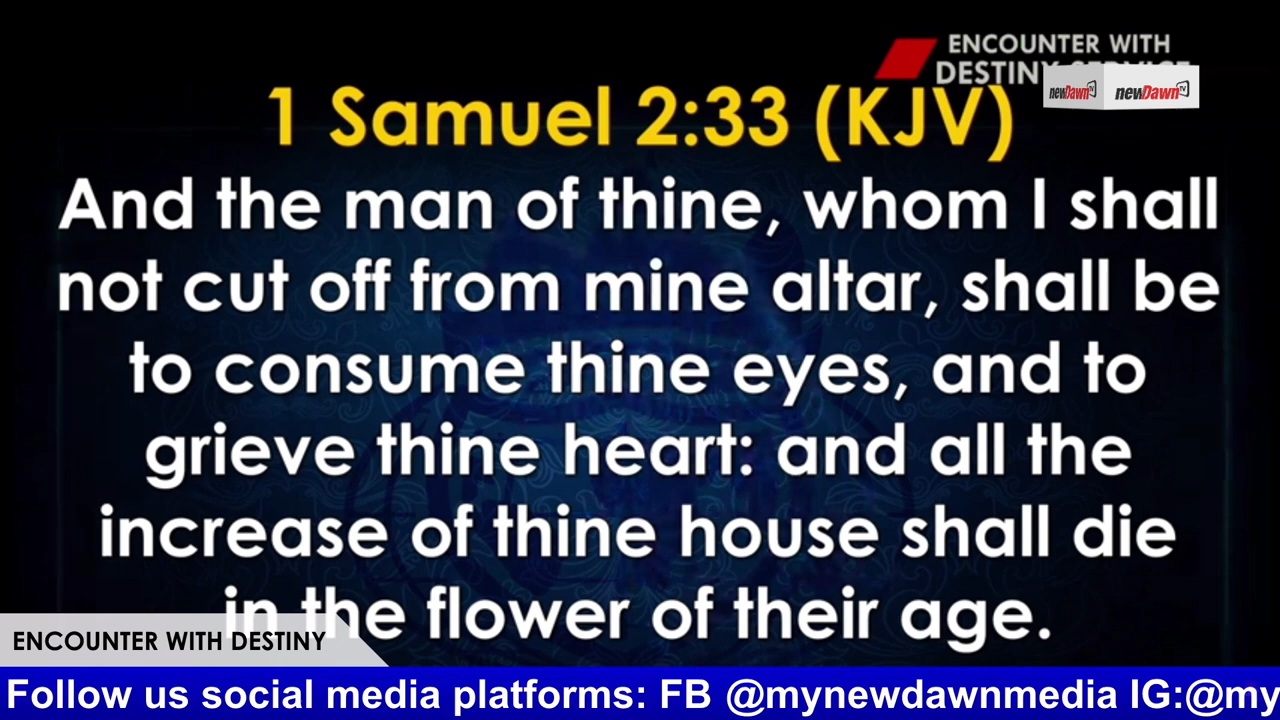 ENCOUNTER WITH
DESTINY SERVICE
newDawn TV newDawn TV
1 Samuel 2:33 (KJV)
And the man of thine, whom I shall
not cut off from mine altar, shall be
to consume thine eyes, and to
grieve thine heart: and all the
increase of thine house shall die
in the flower of their age.
ENCOUNTER WITH DESTINY
Follow us social media platforms: FB @mynewdawnmedia IG:@my